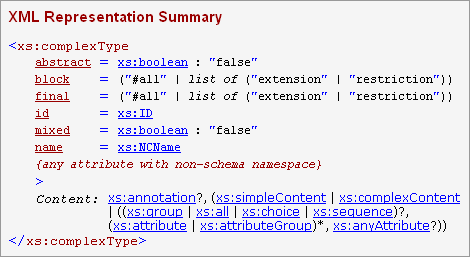 XML Representation Summary
<xs:complexType
abstract = xs:boolean : "false"
block = ("#all" | list of ("extension" | "restriction"))
final = ("#all" | list of ("extension" | "restriction"))
id = xs:ID
mixed = xs:boolean : "false"
name = xs:NCName
{any attribute with non-schema namespace}
>
Content: xs:annotation?, (xs:simpleContent | xs:complexContent
| ((xs:group | xs:all | xs:choice | xs:sequence)?,
(xs:attribute | xs:attributeGroup)*, xs:anyAttribute?))
</xs:complexType>